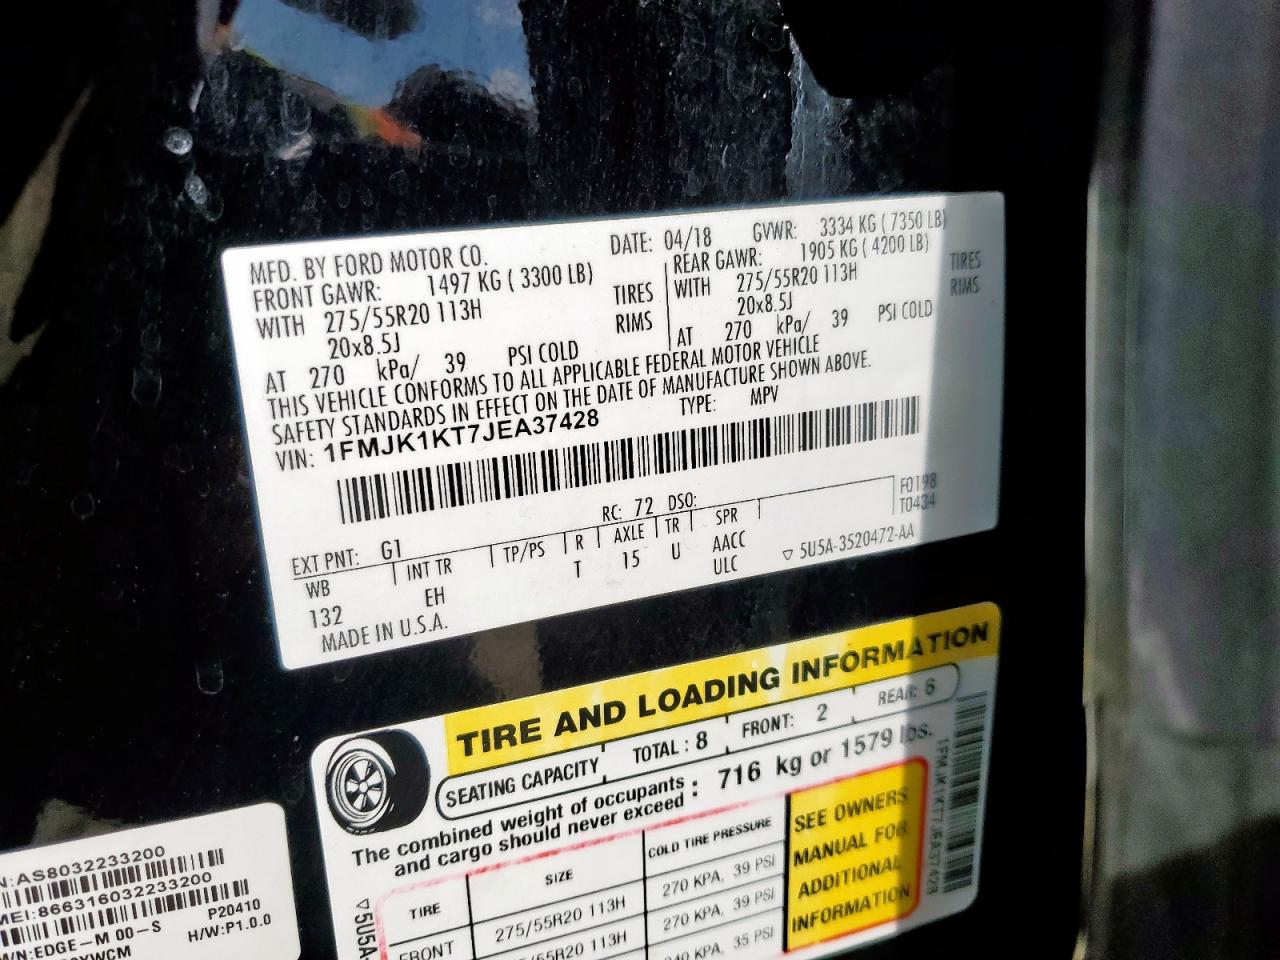 MFD. BY FORD MOTOR CO.
DATE: 04/18 GVWR: 3334 KG ( 7350 LB)
FRONT GAWR: 1497 KG ( 3300 LB)
REAR GAWR: 1905 KG ( 4200 LB)
WITH 275/55R20 113H TIRES
WITH 275/55R20 113H TIRES
20x8.5J RIMS
20x8.5J RIMS
AT 270 kPa/ 39 PSI COLD
AT 270 kPa/ 39 PSI COLD
THIS VEHICLE CONFORMS TO ALL APPLICABLE FEDERAL MOTOR VEHICLE
SAFETY STANDARDS IN EFFECT ON THE DATE OF MANUFACTURE SHOWN ABOVE.
VIN: 1FMJK1KT7JEA37428
TYPE: MPV
F0198
T0434
RC: 72 DSO:
EXT PNT: G1
WB INT TR TP/PS R AXLE TR SPR
132 EH T 15 U AACC
ULC
▽ 5U5A-3520472-AA
MADE IN U.S.A.
TIRE AND LOADING INFORMATION
SEATING CAPACITY TOTAL : 8 FRONT: 2 REAR: 6
The combined weight of occupants
and cargo should never exceed : 716 kg or 1579 lbs.
TIRE SIZE COLD TIRE PRESSURE
FRONT 275/55R20 113H 270 KPA, 39 PSI
275/55R20 113H 270 KPA, 39 PSI
35 PSI
SEE OWNERS
MANUAL FOR
ADDITIONAL
INFORMATION
1FMJK1KT7JEA37428
▽5U5A-
N:AS8032233200
MEI:866316032233200
P20410
/N:EDGE-M 00-S H/W:P1.0.0
YWCM